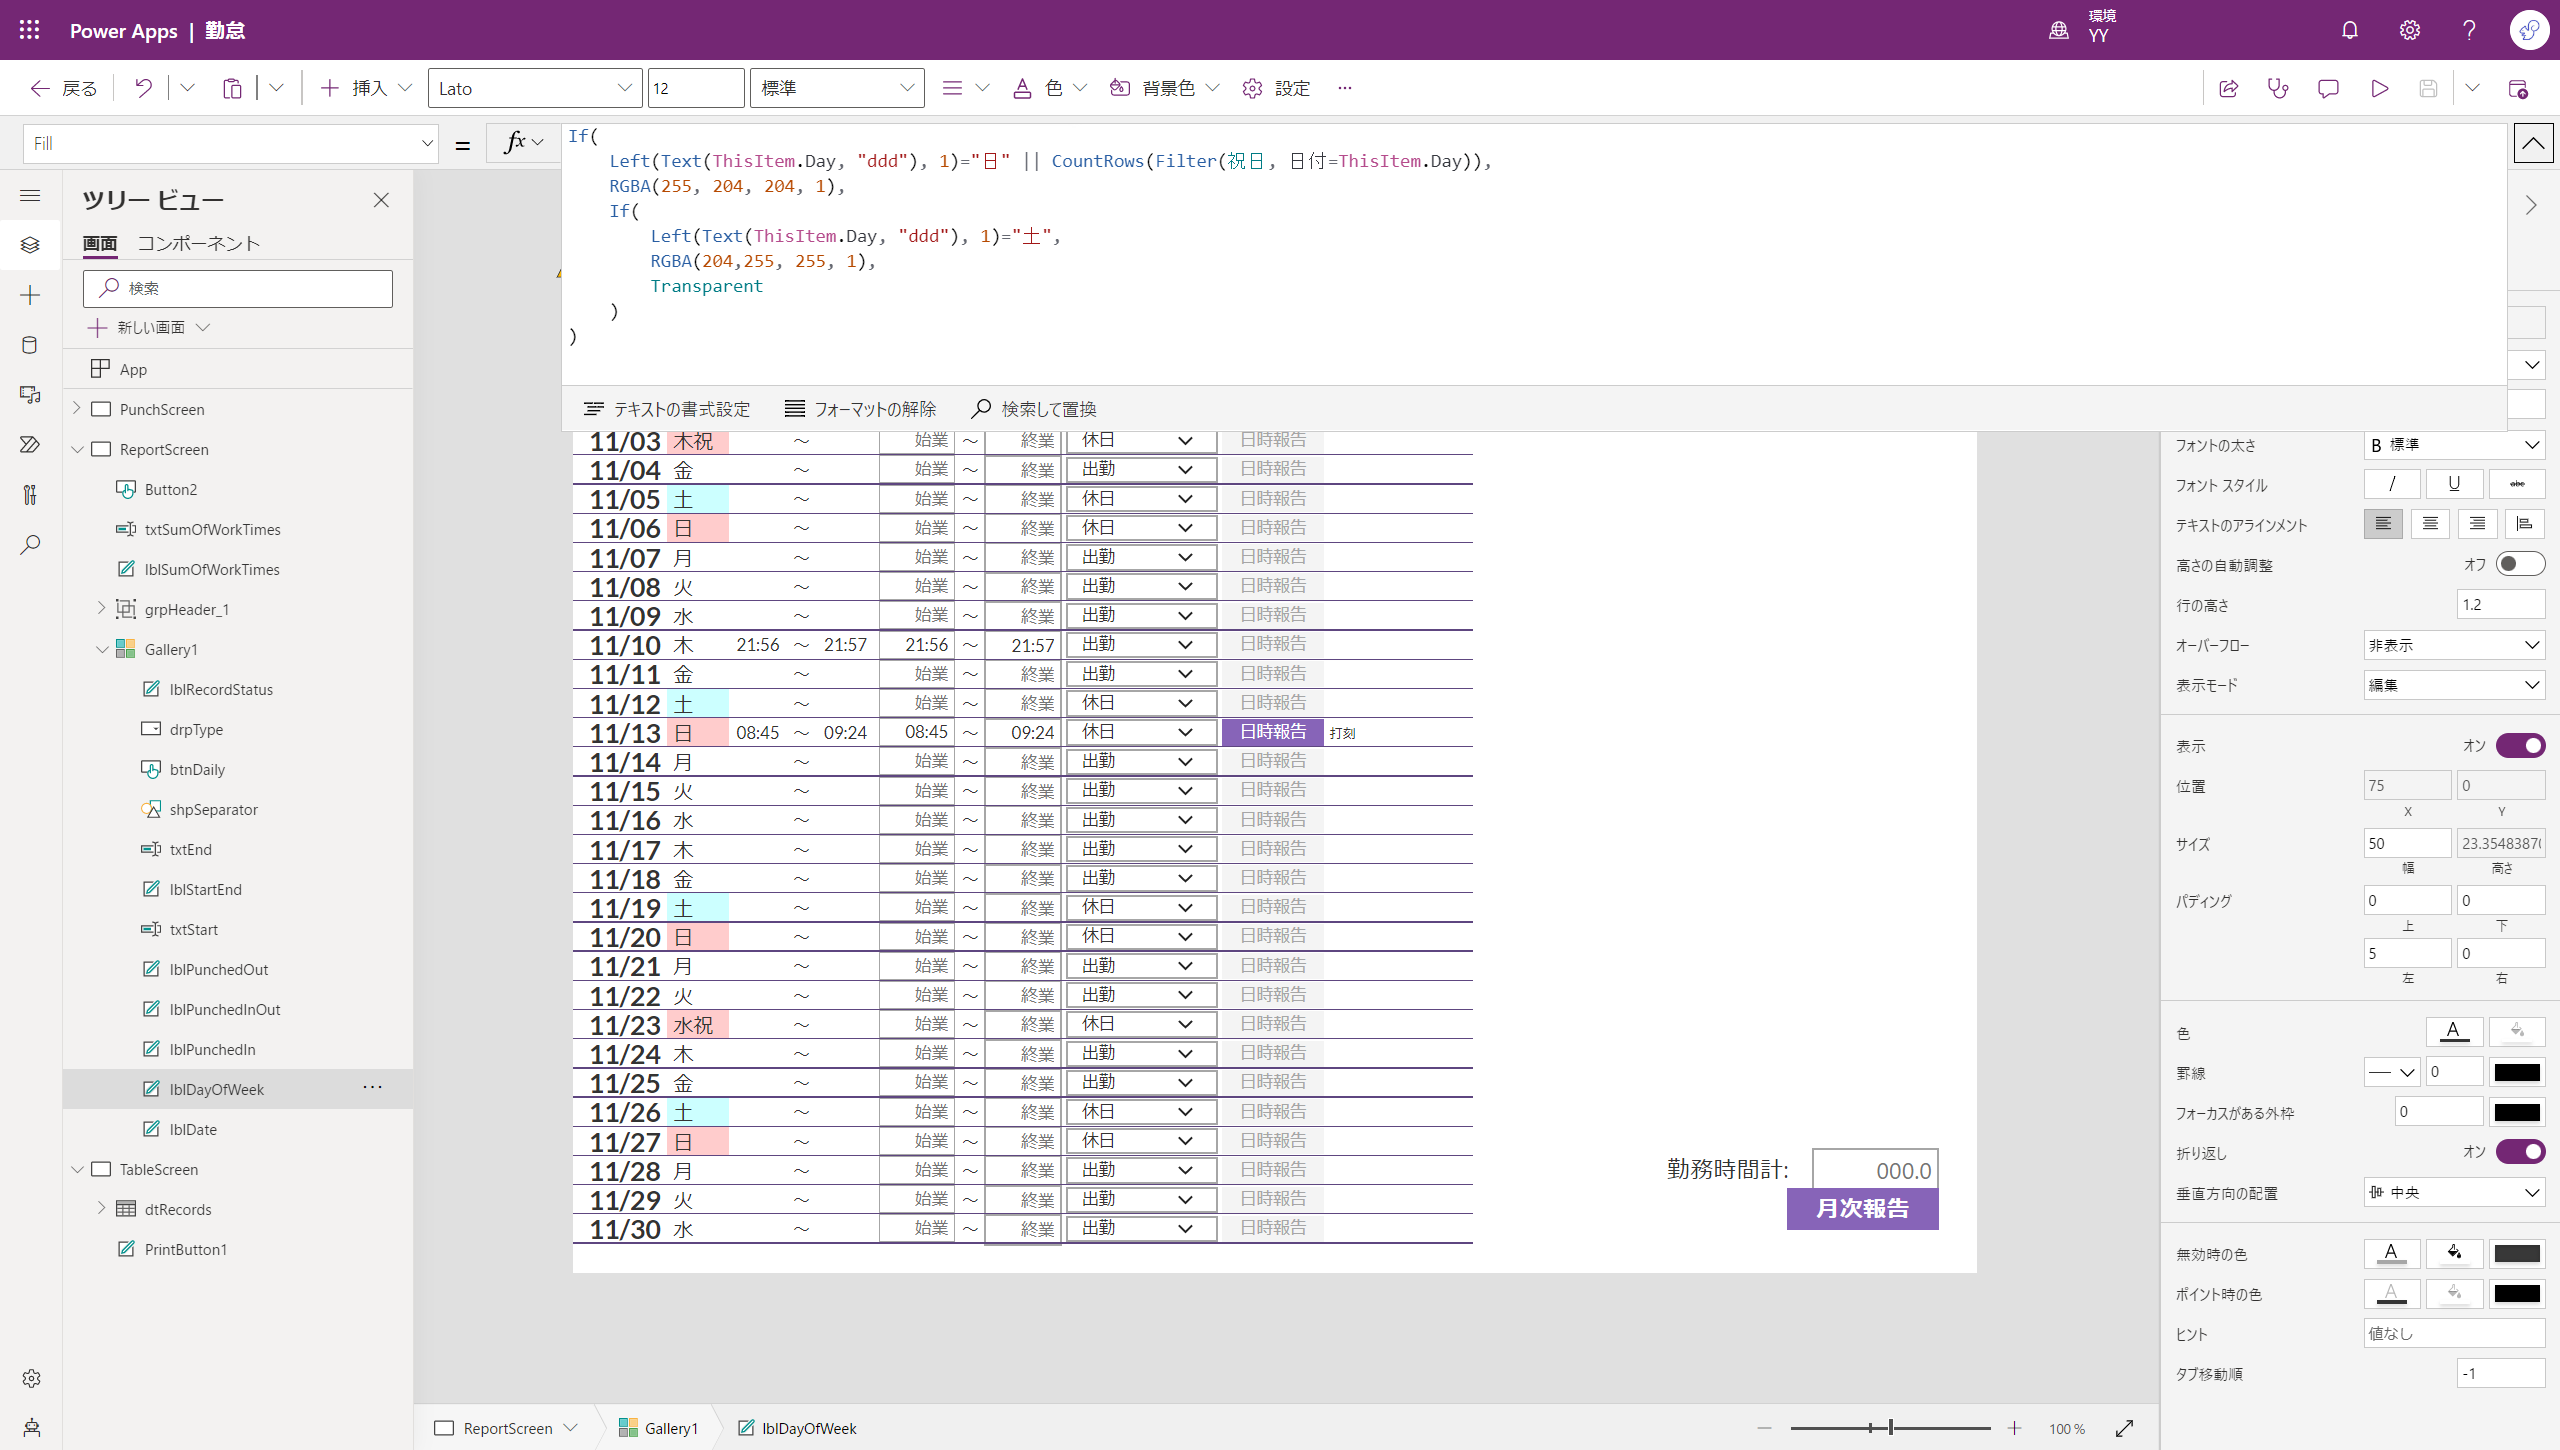 Power Apps | 勤怠
環境
YY
戻る
挿入
Lato
12
標準
色
背景色
設定
Fill
=
fx
If(
Left(Text(ThisItem.Day, "ddd"), 1)="日" || CountRows(Filter(祝日, 日付=ThisItem.Day)),
RGBA(255, 204, 204, 1),
If(
Left(Text(ThisItem.Day, "ddd"), 1)="土",
RGBA(204,255, 255, 1),
Transparent
)
)
テキストの書式設定 フォーマットの解除 検索して置換
ツリー ビュー
画面 コンポーネント
検索
新しい画面
App
PunchScreen
ReportScreen
Button2
txtSumOfWorkTimes
lblSumOfWorkTimes
grpHeader_1
Gallery1
lblRecordStatus
drpType
btnDaily
shpSeparator
txtEnd
lblStartEnd
txtStart
lblPunchedOut
lblPunchedInOut
lblPunchedIn
lblDayOfWeek ...
lblDate
TableScreen
dtRecords
PrintButton1
11/03 木祝 ～ 始業 ～ 終業 休日 日時報告
11/04 金 ～ 始業 ～ 終業 出勤 日時報告
11/05 土 ～ 始業 ～ 終業 休日 日時報告
11/06 日 ～ 始業 ～ 終業 休日 日時報告
11/07 月 ～ 始業 ～ 終業 出勤 日時報告
11/08 火 ～ 始業 ～ 終業 出勤 日時報告
11/09 水 ～ 始業 ～ 終業 出勤 日時報告
11/10 木 21:56 ～ 21:57 21:56 ～ 21:57 出勤 日時報告
11/11 金 ～ 始業 ～ 終業 出勤 日時報告
11/12 土 ～ 始業 ～ 終業 休日 日時報告
11/13 日 08:45 ～ 09:24 08:45 ～ 09:24 休日 日時報告 打刻
11/14 月 ～ 始業 ～ 終業 出勤 日時報告
11/15 火 ～ 始業 ～ 終業 出勤 日時報告
11/16 水 ～ 始業 ～ 終業 出勤 日時報告
11/17 木 ～ 始業 ～ 終業 出勤 日時報告
11/18 金 ～ 始業 ～ 終業 出勤 日時報告
11/19 土 ～ 始業 ～ 終業 休日 日時報告
11/20 日 ～ 始業 ～ 終業 休日 日時報告
11/21 月 ～ 始業 ～ 終業 出勤 日時報告
11/22 火 ～ 始業 ～ 終業 出勤 日時報告
11/23 水祝 ～ 始業 ～ 終業 休日 日時報告
11/24 木 ～ 始業 ～ 終業 出勤 日時報告
11/25 金 ～ 始業 ～ 終業 出勤 日時報告
11/26 土 ～ 始業 ～ 終業 休日 日時報告
11/27 日 ～ 始業 ～ 終業 休日 日時報告
11/28 月 ～ 始業 ～ 終業 出勤 日時報告
11/29 火 ～ 始業 ～ 終業 出勤 日時報告
11/30 水 ～ 始業 ～ 終業 出勤 日時報告
勤務時間計: 000.0
月次報告
フォントの太さ B 標準
フォント スタイル / U abc
テキストのアラインメント
高さの自動調整 オフ
行の高さ 1.2
オーバーフロー 非表示
表示モード 編集
表示 オン
位置 75 0
X Y
サイズ 50 23.35483870
幅 高さ
パディング 0 0
上 下
5 0
左 右
色 A
罫線 0
フォーカスがある外枠 0
折り返し オン
垂直方向の配置 中央
無効時の色 A
ポイント時の色 A
ヒント 値なし
タブ移動順 -1
ReportScreen Gallery1 lblDayOfWeek
100 %